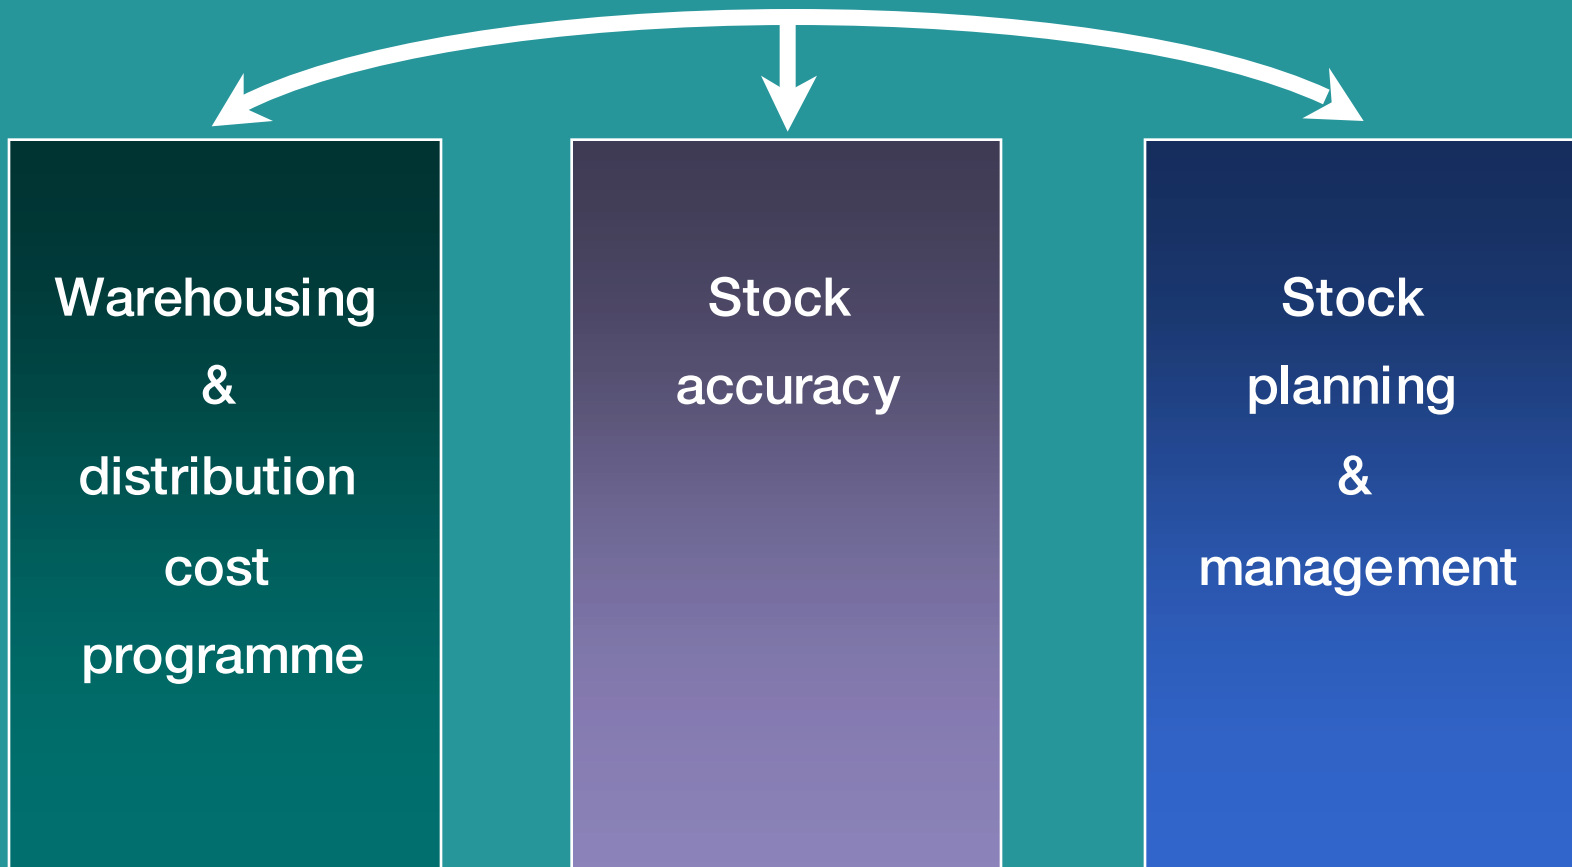 Warehousing
&
distribution
cost
programme
Stock
accuracy
Stock
planning
&
management